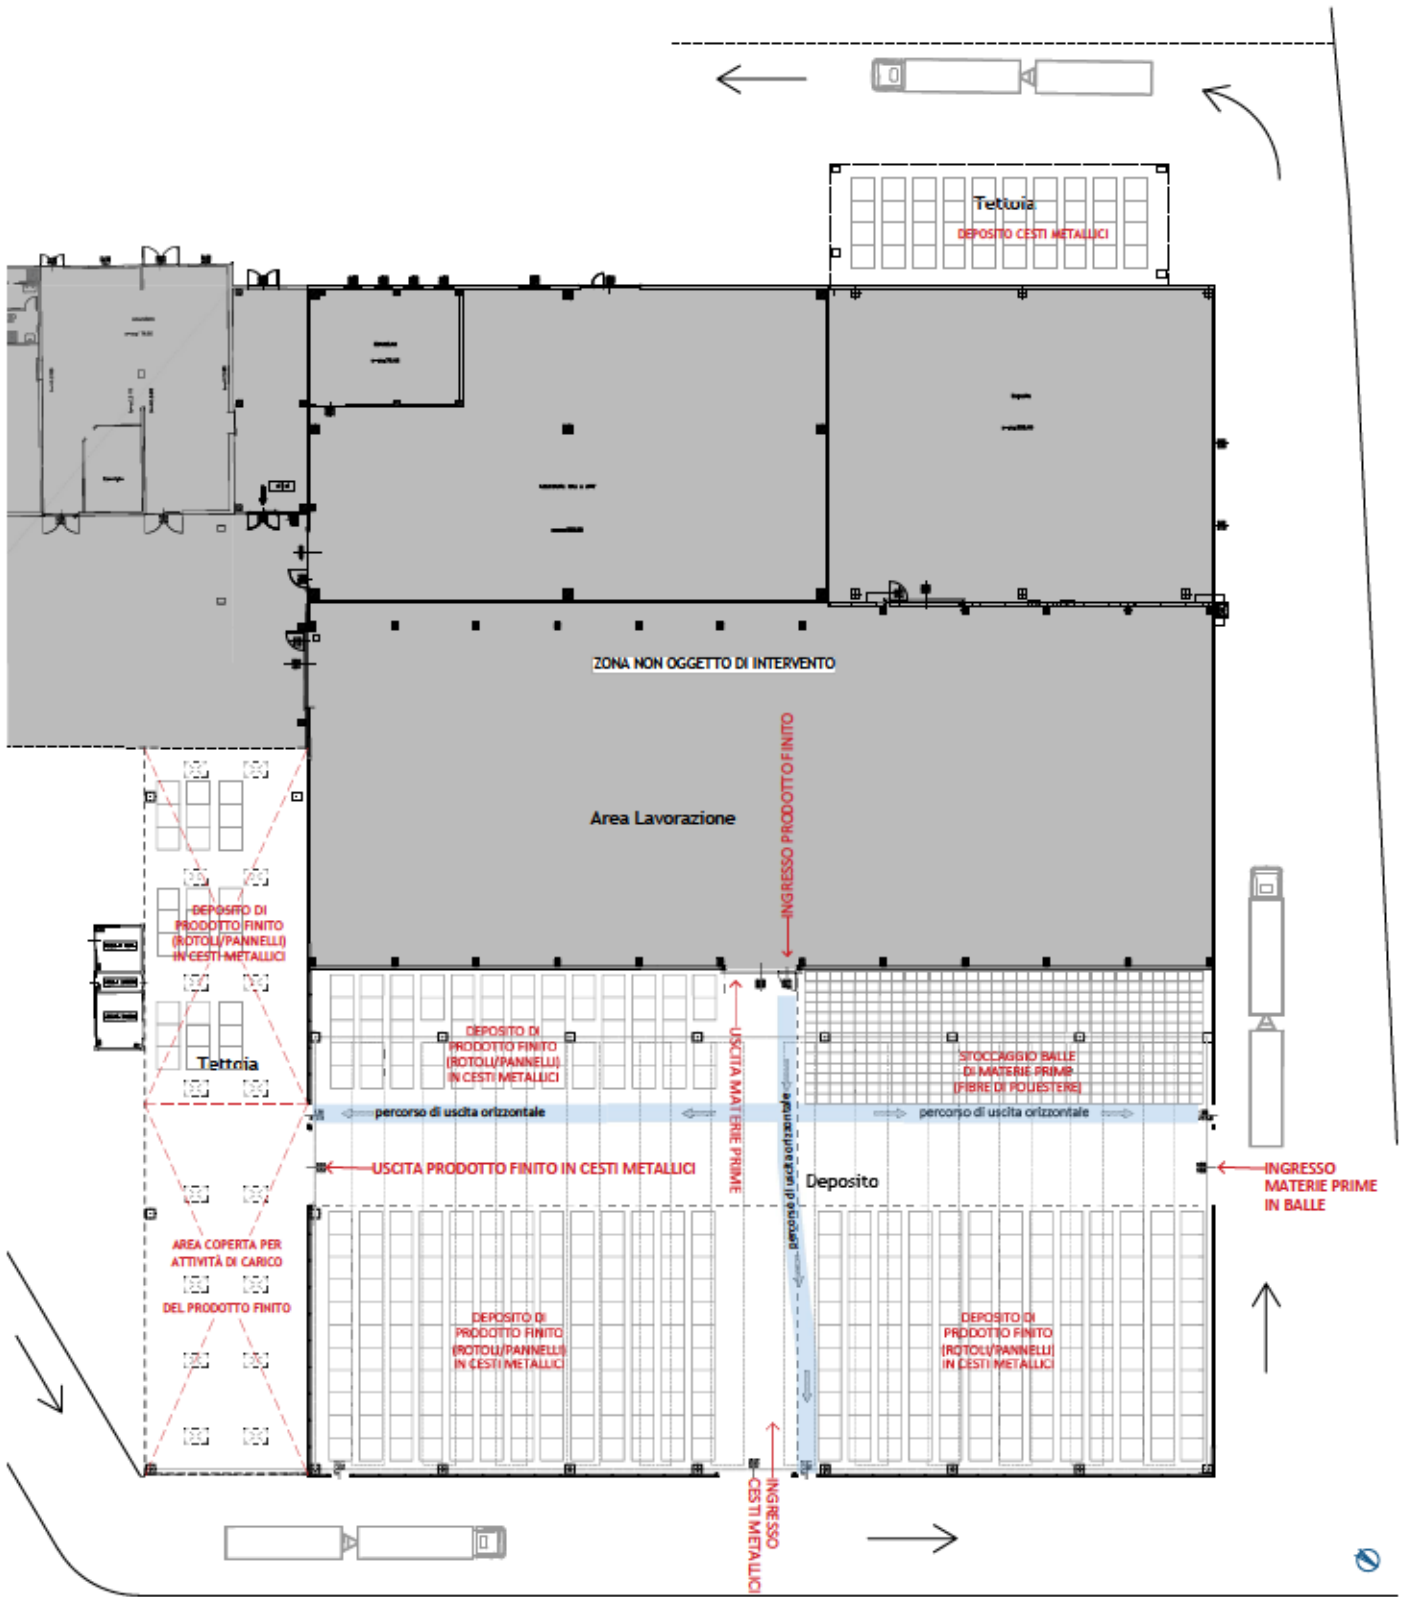 Tettoia
DEPOSITO CESTI METALLICI
ZONA NON OGGETTO DI INTERVENTO
INGRESSO PRODOTTO FINITO
Area Lavorazione
DEPOSITO DI
PRODOTTO FINITO
(ROTOLI/PANNELLI)
IN CESTI METALLICI
Tettoia
DEPOSITO DI
PRODOTTO FINITO
(ROTOLI/PANNELLI)
IN CESTI METALLICI
USCITA MATERIE PRIME
STOCCAGGIO BALLE
DI MATERIE PRIME
(FIBRE DI POLIESTERE)
percorso di uscita orizzontale
percorso di uscita orizzontale
percorso di uscita orizzontale
USCITA PRODOTTO FINITO IN CESTI METALLICI
Deposito
INGRESSO
MATERIE PRIME
IN BALLE
AREA COPERTA PER
ATTIVITÀ DI CARICO
DEL PRODOTTO FINITO
DEPOSITO DI
PRODOTTO FINITO
(ROTOLI/PANNELLI)
IN CESTI METALLICI
DEPOSITO DI
PRODOTTO FINITO
(ROTOLI/PANNELLI)
IN CESTI METALLICI
INGRESSO
CESTI METALLICI